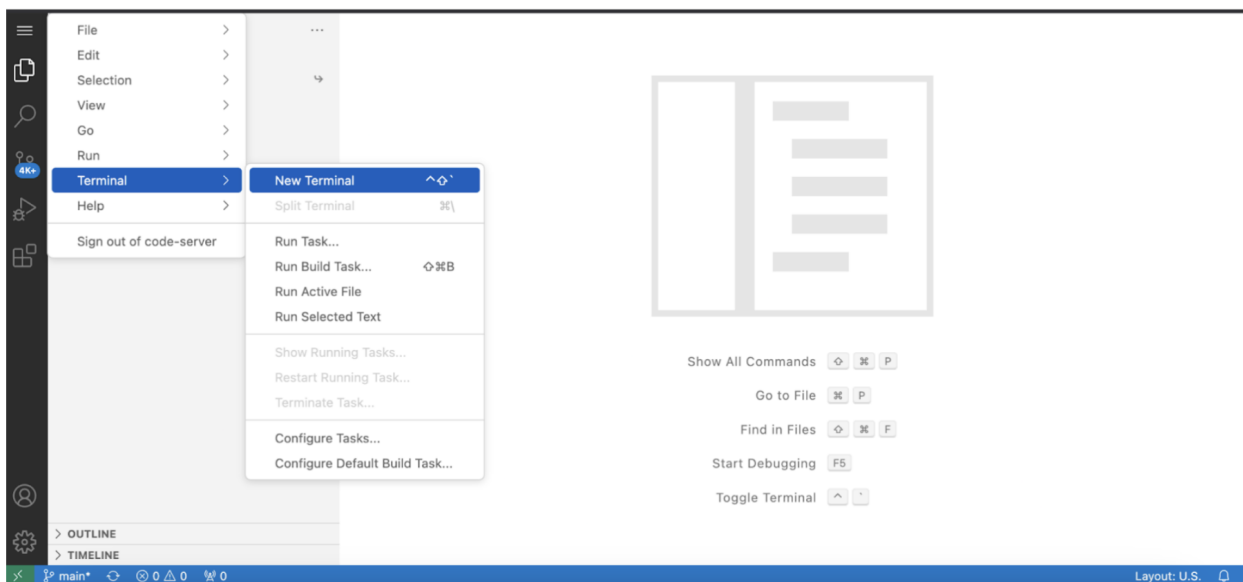 File
Edit
Selection
View
Go
Run
Terminal
Help
Sign out of code-server
4K+
New Terminal ^⇧`
Split Terminal ⌘\
Run Task...
Run Build Task... ⇧⌘B
Run Active File
Run Selected Text
Show Running Tasks...
Restart Running Task...
Terminate Task...
Configure Tasks...
Configure Default Build Task...
Show All Commands ⇧ ⌘ P
Go to File ⌘ P
Find in Files ⇧ ⌘ F
Start Debugging F5
Toggle Terminal ^ `
OUTLINE
TIMELINE
main* 0 0 0 Layout: U.S.